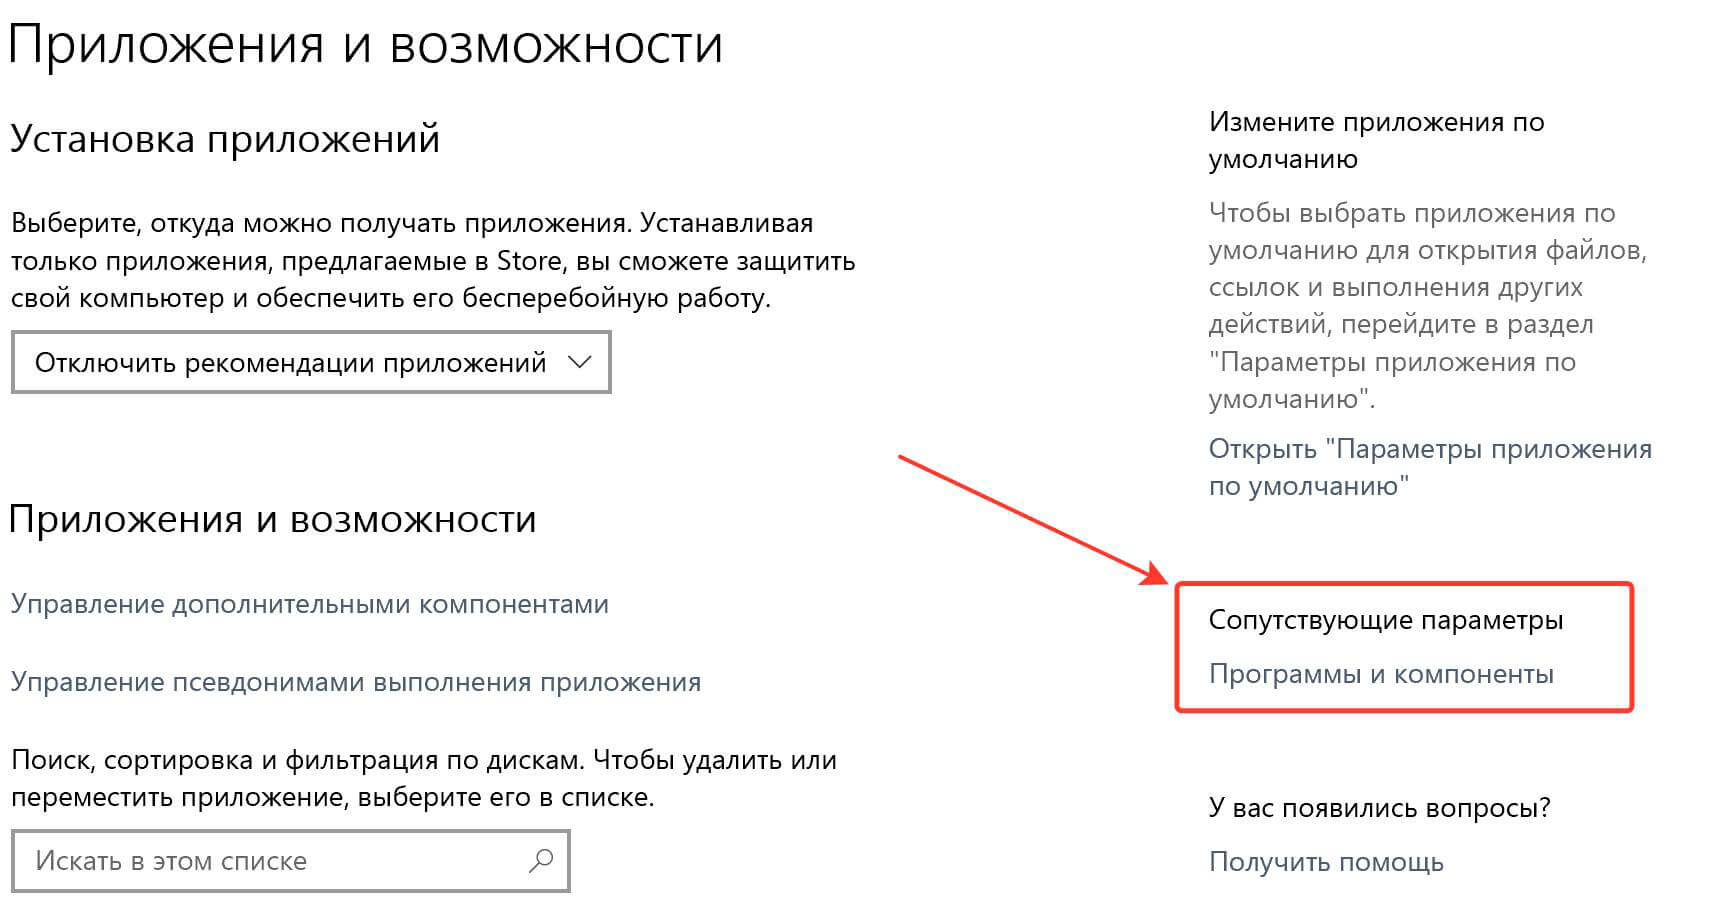 Приложения и возможности
Установка приложений
Выберите, откуда можно получать приложения. Устанавливая
только приложения, предлагаемые в Store, вы сможете защитить
свой компьютер и обеспечить его бесперебойную работу.
Отключить рекомендации приложений
Приложения и возможности
Управление дополнительными компонентами
Управление псевдонимами выполнения приложения
Поиск, сортировка и фильтрация по дискам. Чтобы удалить или
переместить приложение, выберите его в списке.
Искать в этом списке
Измените приложения по
умолчанию
Чтобы выбрать приложения по
умолчанию для открытия файлов,
ссылок и выполнения других
действий, перейдите в раздел
"Параметры приложения по
умолчанию".
Открыть "Параметры приложения
по умолчанию"
Сопутствующие параметры
Программы и компоненты
У вас появились вопросы?
Получить помощь